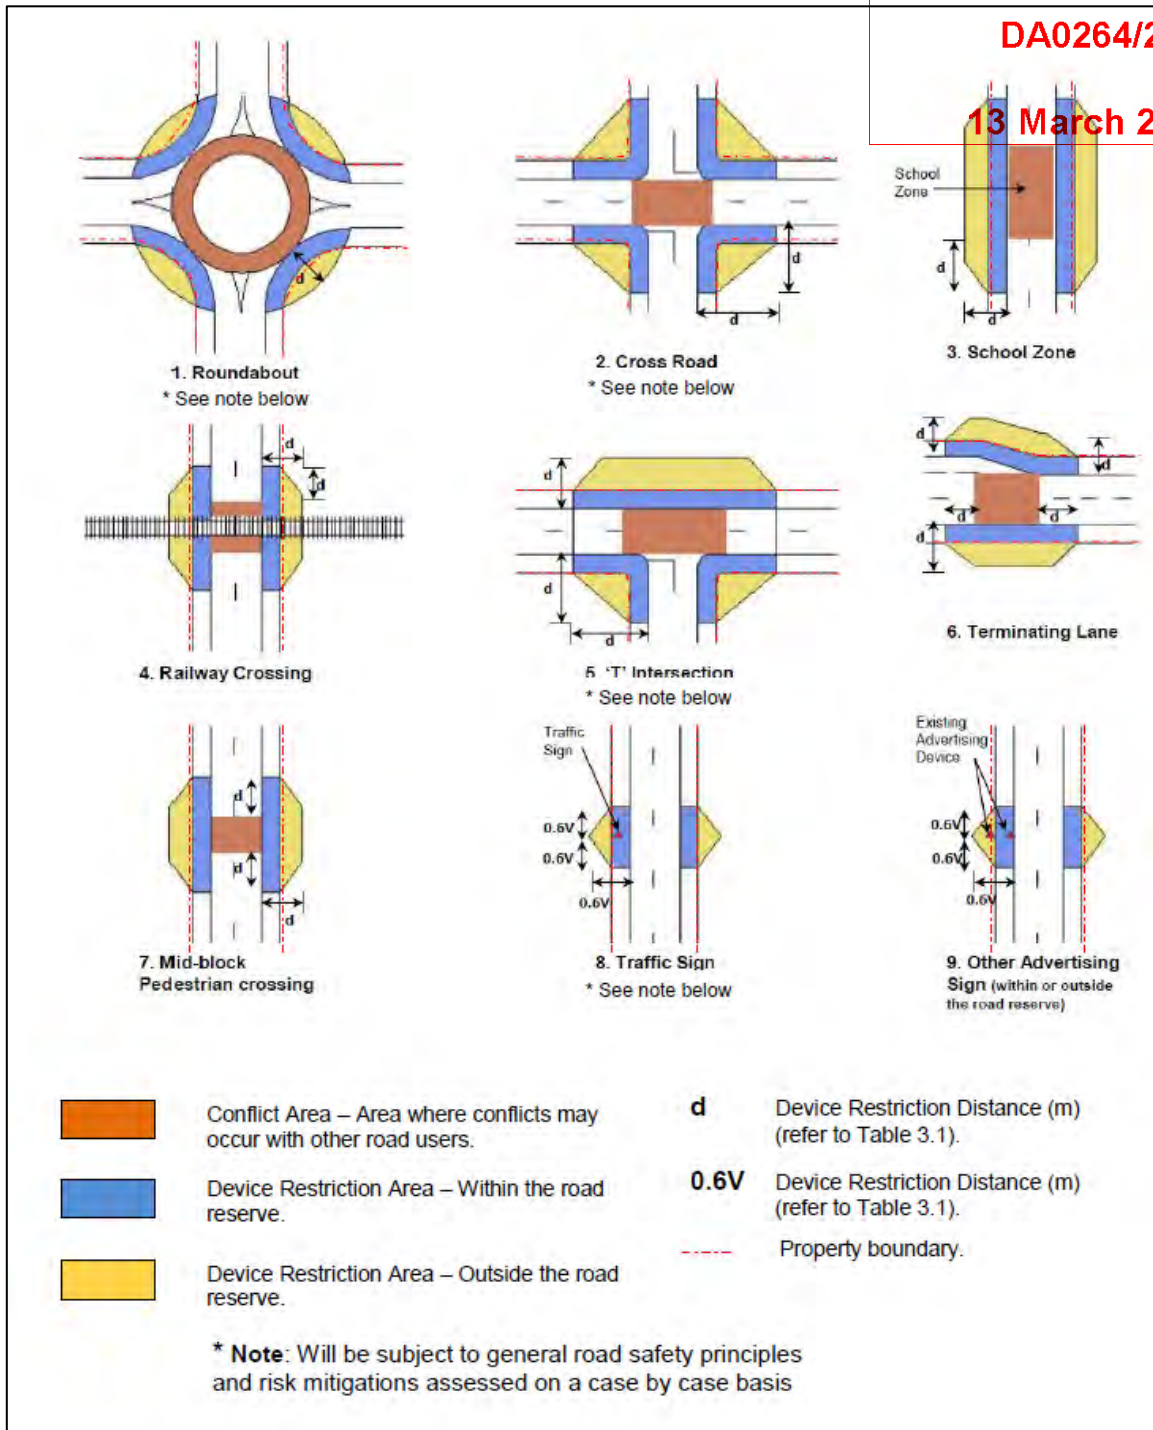 DA0264/2
13 March 2
d
1. Roundabout
* See note below
d
d
2. Cross Road
* See note below
School
Zone
d
d
3. School Zone
d
d
4. Railway Crossing
d
d
d
5. 'T' Intersection
* See note below
d
d
d
d
d
6. Terminating Lane
d
d
d
7. Mid-block
Pedestrian crossing
Traffic
Sign
0.6V
0.6V
0.6V
8. Traffic Sign
* See note below
Existing
Advertising
Device
0.6V
0.6V
0.6V
9. Other Advertising
Sign (within or outside
the road reserve)
Conflict Area – Area where conflicts may
occur with other road users.
Device Restriction Area – Within the road
reserve.
Device Restriction Area – Outside the road
reserve.
d Device Restriction Distance (m)
(refer to Table 3.1).
0.6V Device Restriction Distance (m)
(refer to Table 3.1).
Property boundary.
* Note: Will be subject to general road safety principles
and risk mitigations assessed on a case by case basis